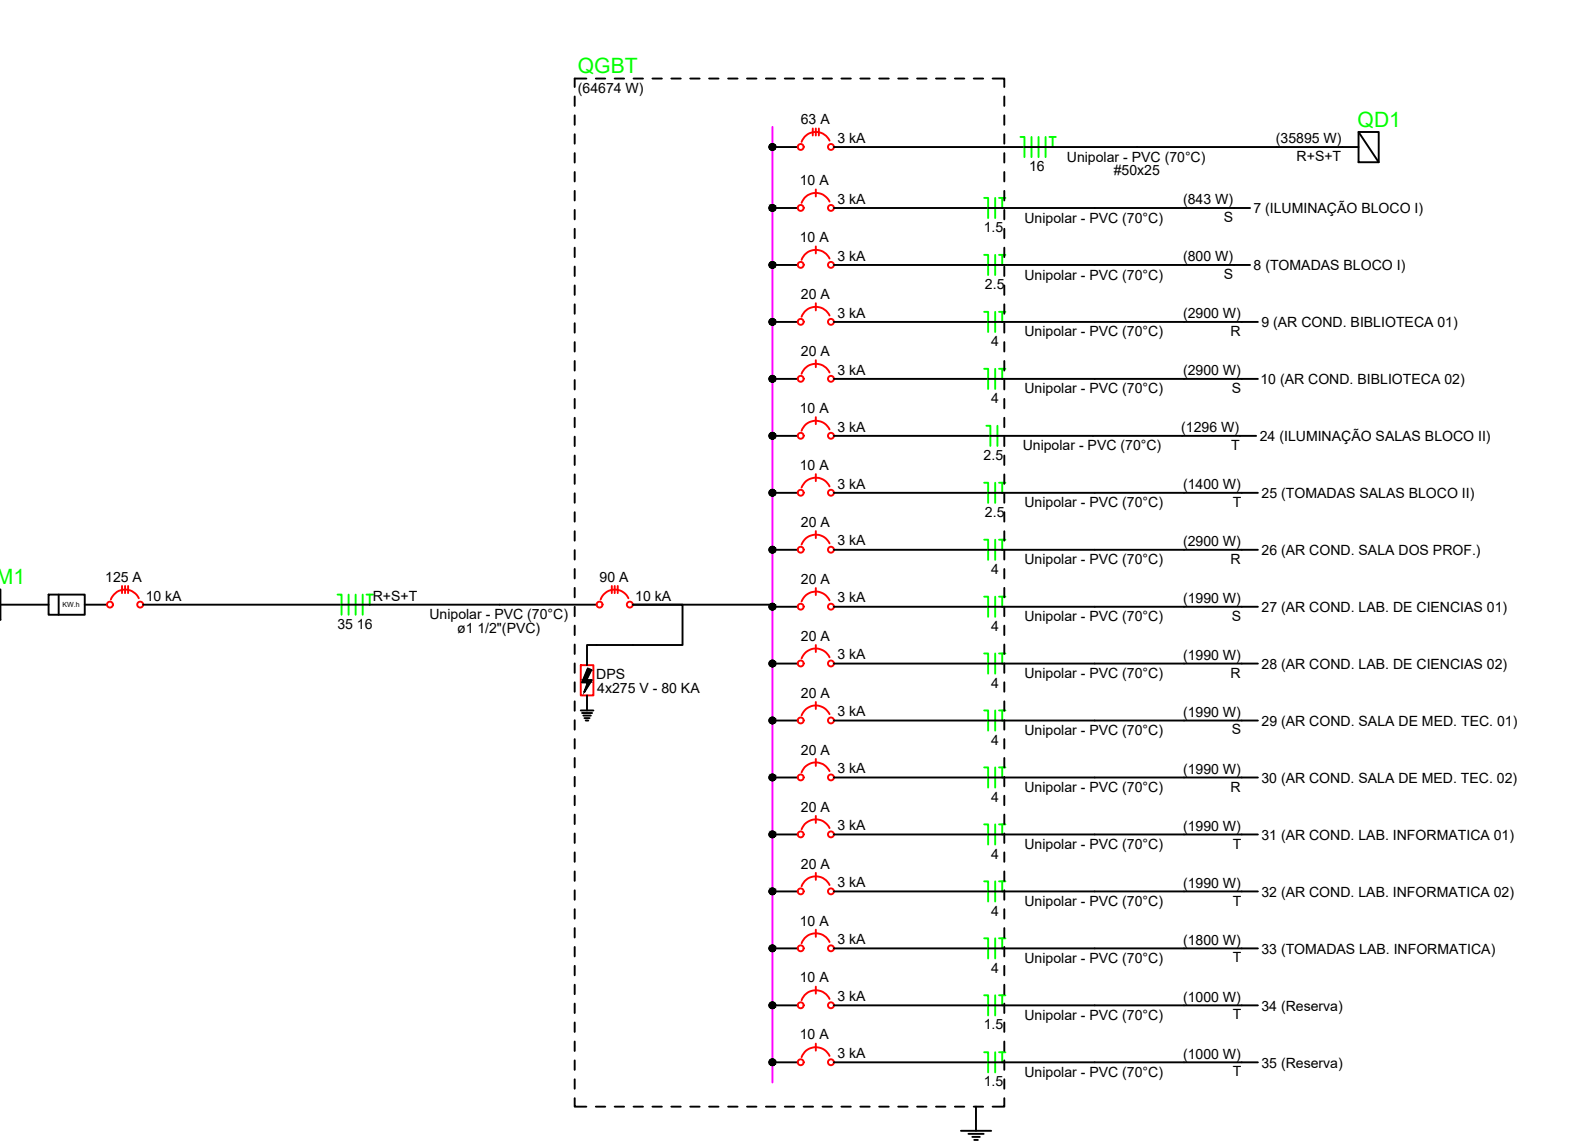 QGBT
(64674 W)
63 A
3 kA
16
Unipolar - PVC (70°C)
#50x25
(35895 W)
R+S+T
QD1
10 A
3 kA
1.5
Unipolar - PVC (70°C)
(843 W)
S
7 (ILUMINAÇÃO BLOCO I)
10 A
3 kA
2.5
Unipolar - PVC (70°C)
(800 W)
S
8 (TOMADAS BLOCO I)
20 A
3 kA
4
Unipolar - PVC (70°C)
(2900 W)
R
9 (AR COND. BIBLIOTECA 01)
20 A
3 kA
4
Unipolar - PVC (70°C)
(2900 W)
S
10 (AR COND. BIBLIOTECA 02)
10 A
3 kA
2.5
Unipolar - PVC (70°C)
(1296 W)
T
24 (ILUMINAÇÃO SALAS BLOCO II)
10 A
3 kA
2.5
Unipolar - PVC (70°C)
(1400 W)
T
25 (TOMADAS SALAS BLOCO II)
20 A
3 kA
4
Unipolar - PVC (70°C)
(2900 W)
R
26 (AR COND. SALA DOS PROF.)
M1
KW.h
125 A
10 kA
R+S+T
35 16
Unipolar - PVC (70°C)
ø1 1/2"(PVC)
90 A
10 kA
DPS
4x275 V - 80 KA
20 A
3 kA
4
Unipolar - PVC (70°C)
(1990 W)
S
27 (AR COND. LAB. DE CIENCIAS 01)
20 A
3 kA
4
Unipolar - PVC (70°C)
(1990 W)
R
28 (AR COND. LAB. DE CIENCIAS 02)
20 A
3 kA
4
Unipolar - PVC (70°C)
(1990 W)
S
29 (AR COND. SALA DE MED. TEC. 01)
20 A
3 kA
4
Unipolar - PVC (70°C)
(1990 W)
R
30 (AR COND. SALA DE MED. TEC. 02)
20 A
3 kA
4
Unipolar - PVC (70°C)
(1990 W)
T
31 (AR COND. LAB. INFORMATICA 01)
20 A
3 kA
4
Unipolar - PVC (70°C)
(1990 W)
T
32 (AR COND. LAB. INFORMATICA 02)
10 A
3 kA
4
Unipolar - PVC (70°C)
(1800 W)
T
33 (TOMADAS LAB. INFORMATICA)
10 A
3 kA
1.5
Unipolar - PVC (70°C)
(1000 W)
T
34 (Reserva)
10 A
3 kA
1.5
Unipolar - PVC (70°C)
(1000 W)
T
35 (Reserva)